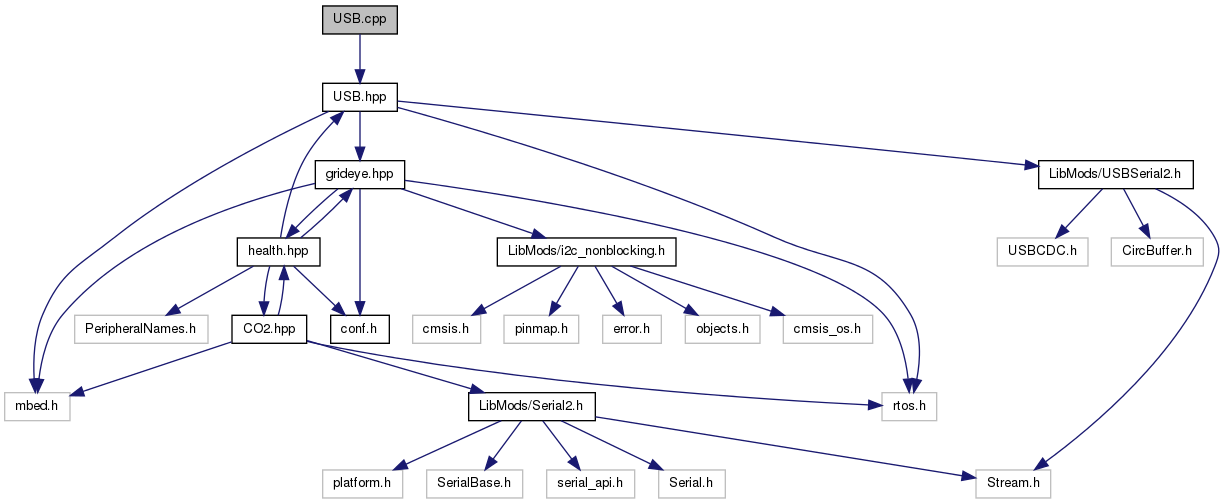 USB.cpp
USB.hpp
grideye.hpp
LibMods/USBSerial2.h
health.hpp
LibMods/i2c_nonblocking.h
USBCDC.h
CircBuffer.h
PeripheralNames.h
CO2.hpp
conf.h
cmsis.h
pinmap.h
error.h
objects.h
cmsis_os.h
mbed.h
LibMods/Serial2.h
rtos.h
platform.h
SerialBase.h
serial_api.h
Serial.h
Stream.h